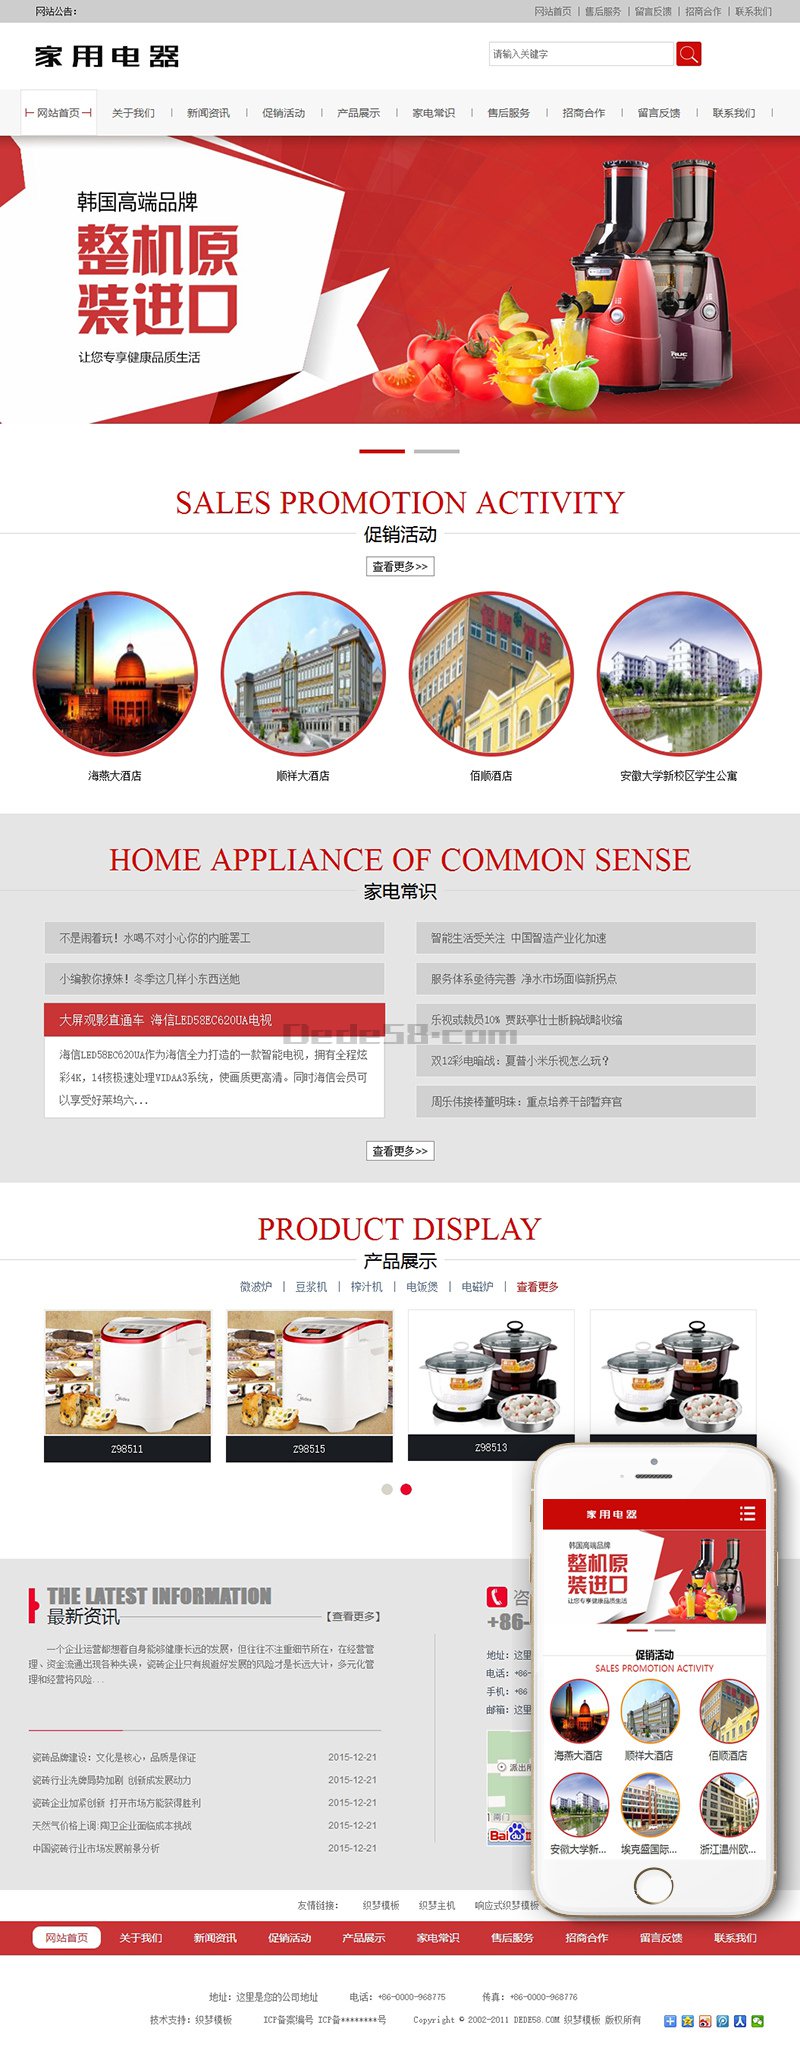 网站公告:
网站首页 | 售后服务 | 留言反馈 | 招商合作 | 联系我们
家用电器
请输入关键字
网站首页 关于我们 | 新闻资讯 | 促销活动 | 产品展示 | 家电常识 | 售后服务 | 招商合作 | 留言反馈 | 联系我们 |
韩国高端品牌
整机原
装进口
让您专享健康品质生活
RUC
SALES PROMOTION ACTIVITY
促销活动
查看更多>>
佰顺酒店
海燕大酒店 顺祥大酒店 佰顺酒店 安徽大学新校区学生公寓
HOME APPLIANCE OF COMMON SENSE
家电常识
不是闹着玩! 水喝不对小心你的内脏罢工
小编教你撩妹! 冬季这几样小东西送她
大屏观影直通车 海信LED58EC620UA电视
海信LED58EC620UA作为海信全力打造的一款智能电视，拥有全程炫
彩4K，14核极速处理VIDAA3系统，使画质更高清。同时海信会员可
以享受好莱坞六...
智能生活受关注 中国智造产业化加速
服务体系亟待完善 净水市场面临新拐点
乐视或裁员10% 贾跃亭壮士断腕战略收缩
双12彩电暗战: 夏普小米乐视怎么玩?
周乐伟接棒董明珠: 重点培养干部暂弃官
Dede58.com
查看更多>>
PRODUCT DISPLAY
产品展示
微波炉 | 豆浆机 | 榨汁机 | 电饭煲 | 电磁炉 | 查看更多
Midea
Midea
Z98511 Z98515 Z98513
THE LATEST INFORMATION
最新资讯
【查看更多】
一个企业运营都想着自身能够健康长远的发展，但往往不注重细节所在，在经营管
理、资金流通出现各种失误，瓷砖企业只有规避好发展的风险才是长远大计，多元化管
理和经营将风险...
瓷砖品牌建设: 文化是核心，品质是保证 2015-12-21
瓷砖行业洗牌局势加剧 创新成发展动力 2015-12-21
瓷砖企业加紧创新 打开市场方能获得胜利 2015-12-21
天然气价格上调:陶卫企业面临成本挑战 2015-12-21
中国瓷砖行业市场发展前景分析 2015-12-21
咨
+86-
地址: 这里
电话: +86-
手机: +86
邮箱: 这里
派出所
南门
Bai
家用电器
韩国高端品牌
整机原
装进口
让您专享健康品质生活
促销活动
SALES PROMOTION ACTIVITY
海燕大酒店 顺祥大酒店 佰顺酒店
安徽大学新... 埃克盛国际... 浙江温州欧...
友情链接: 织梦模板 织梦主机 响应式织梦模板
网站首页 关于我们 新闻资讯 促销活动 产品展示 家电常识 售后服务 招商合作 留言反馈 联系我们
地址: 这里是您的公司地址 电话: +86-0000-968775 传真: +86-0000-968776
技术支持: 织梦模板 ICP备案编号 ICP备********号 Copyright © 2002-2011 DEDE58.COM 织梦模板 版权所有